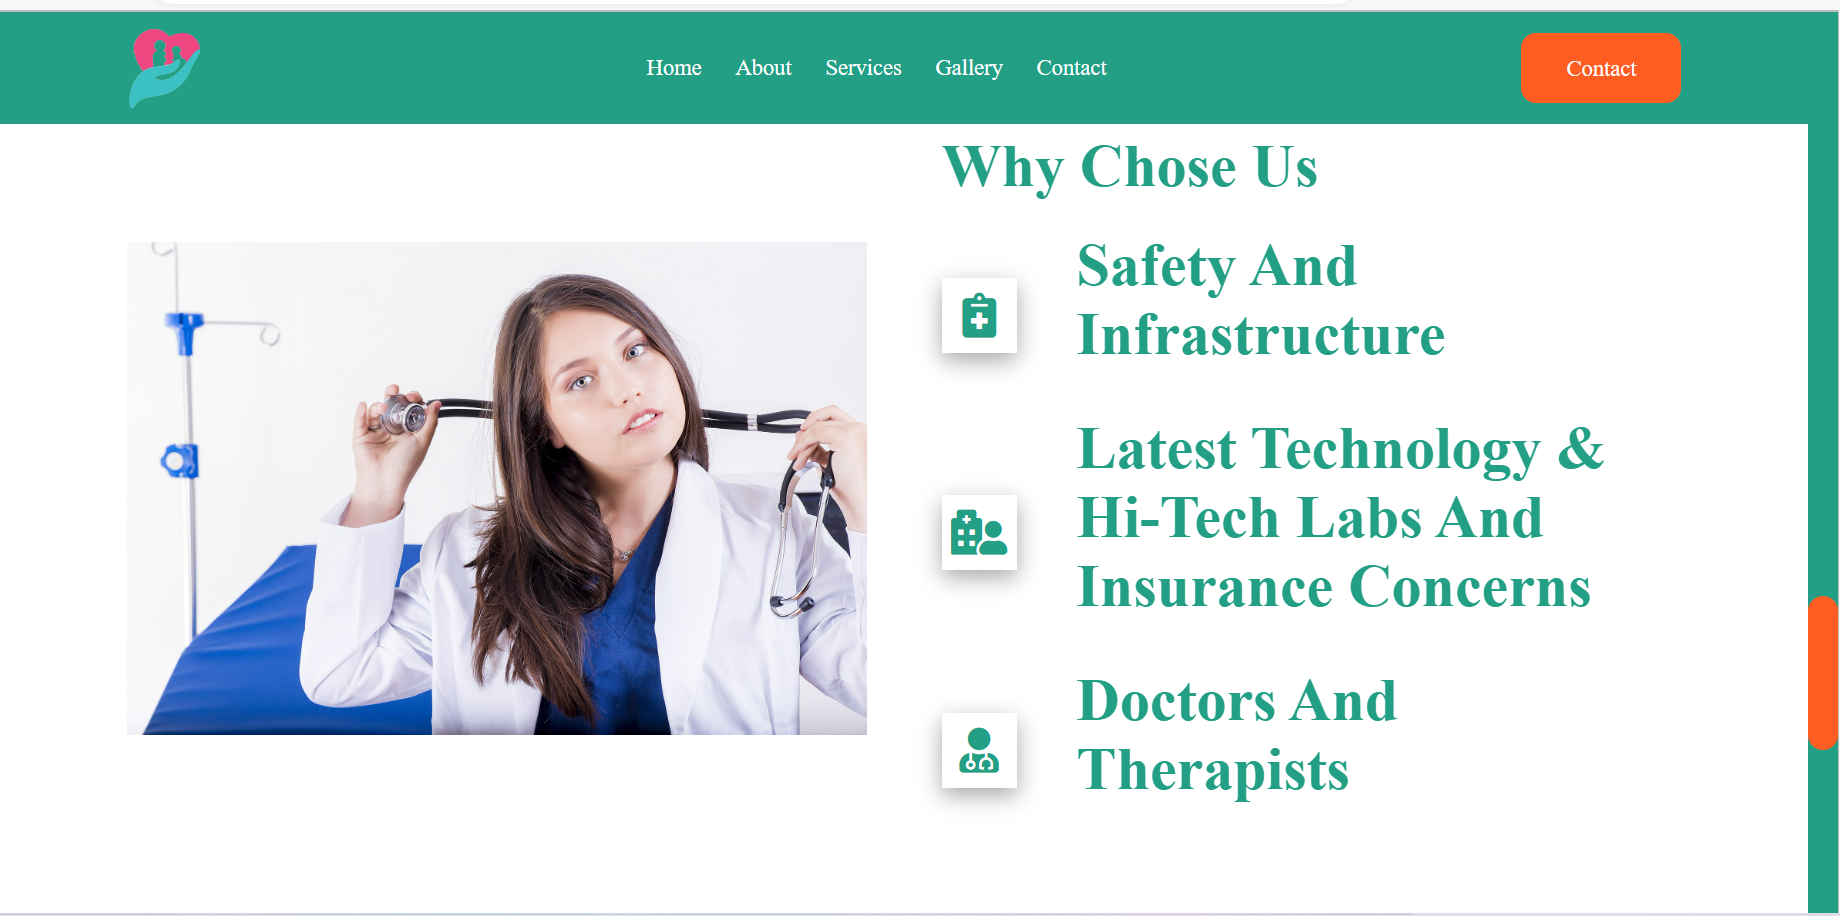 Home About Services Gallery Contact
Contact
Why Chose Us
Safety And
Infrastructure
Latest Technology &
Hi-Tech Labs And
Insurance Concerns
Doctors And
Therapists